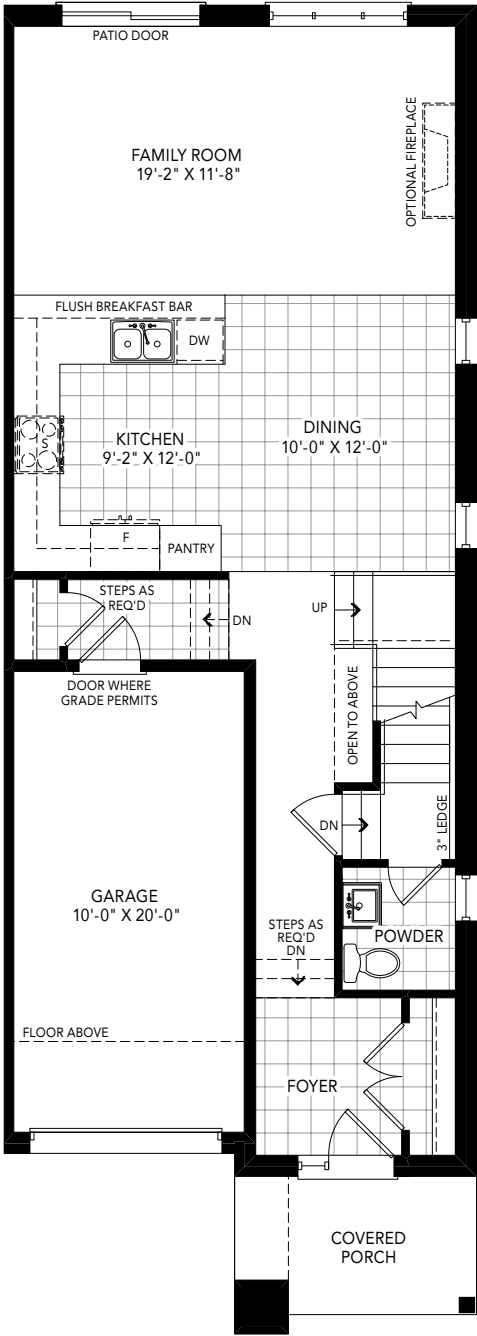 PATIO DOOR
FAMILY ROOM
19'-2" X 11'-8"
OPTIONAL FIREPLACE
FLUSH BREAKFAST BAR
DW
S
KITCHEN
9'-2" X 12'-0"
DINING
10'-0" X 12'-0"
F
PANTRY
STEPS AS
REQ'D
DN
UP
DOOR WHERE
GRADE PERMITS
OPEN TO ABOVE
DN
3" LEDGE
GARAGE
10'-0" X 20'-0"
STEPS AS
REQ'D
DN
POWDER
FLOOR ABOVE
FOYER
COVERED
PORCH